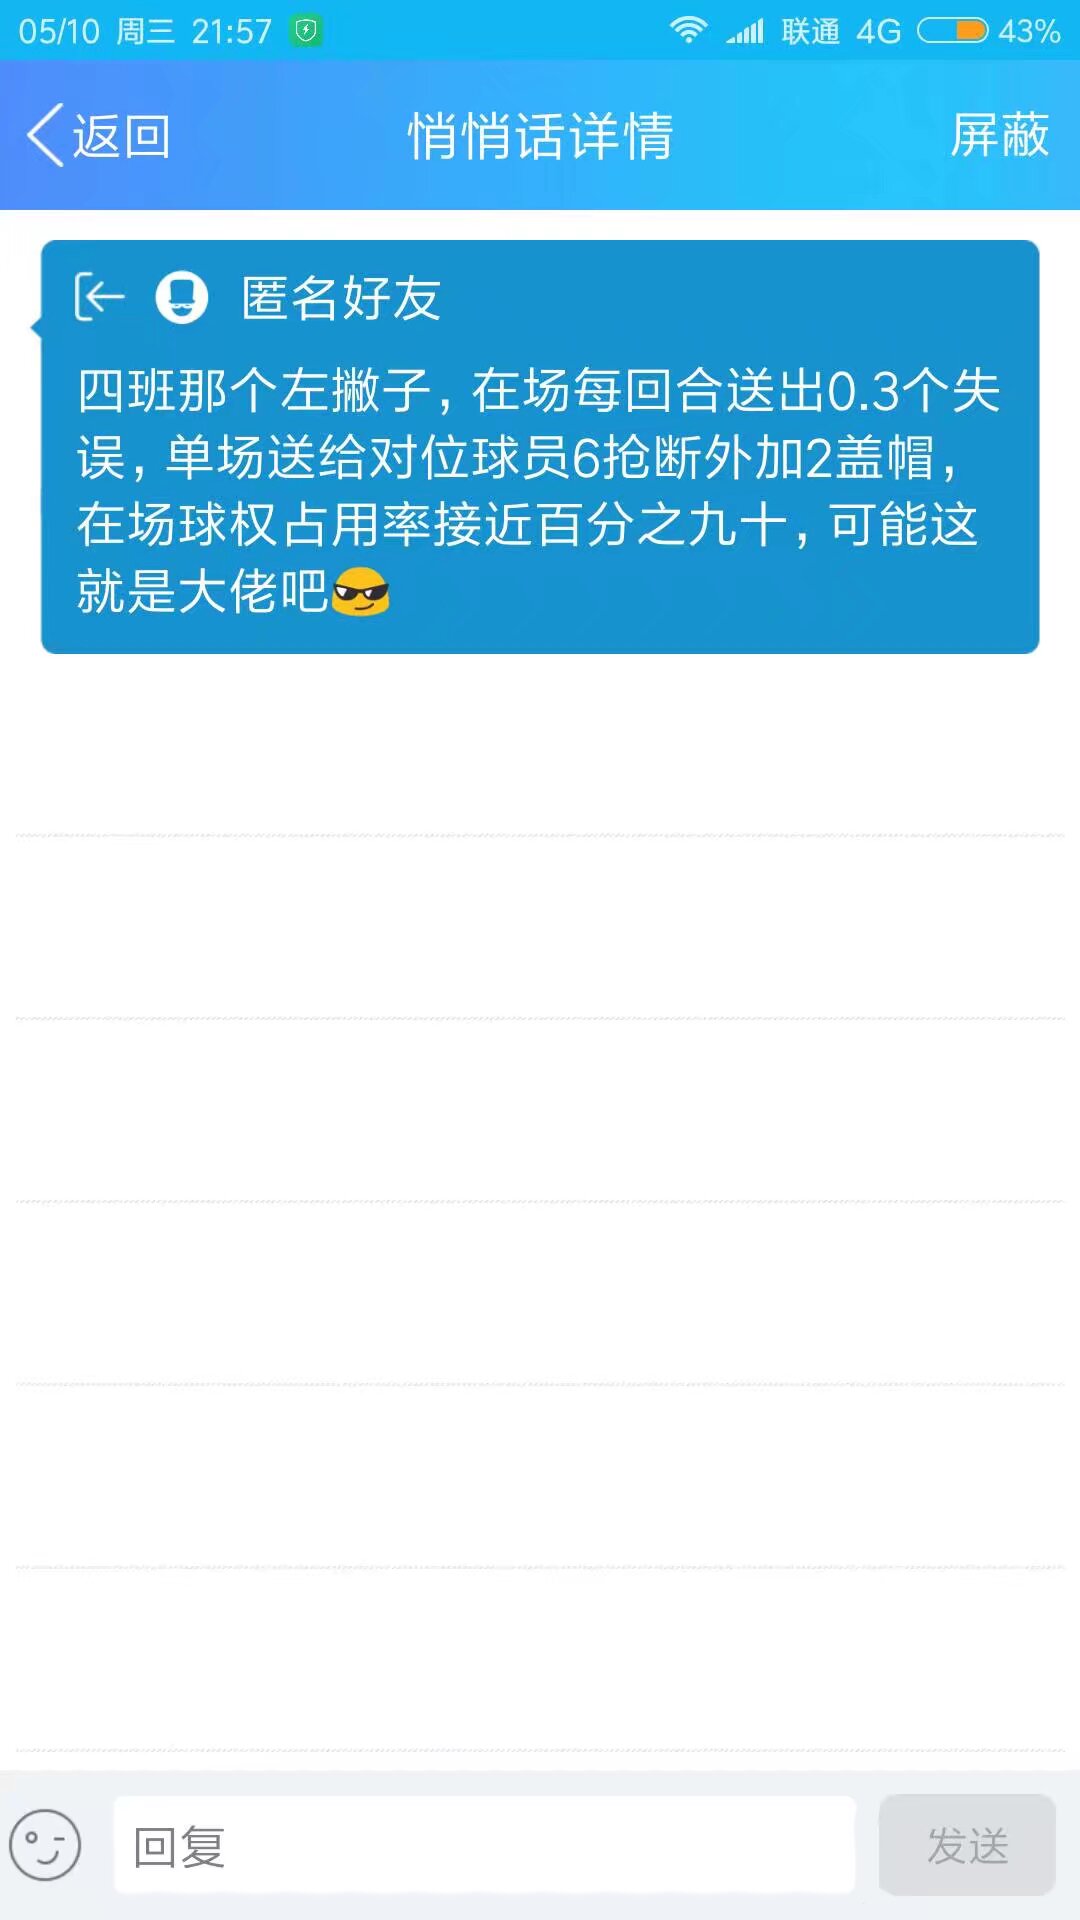 05/10 周三 21:57 联通 4G 43%
返回 悄悄话详情 屏蔽
匿名好友
四班那个左撇子，在场每回合送出0.3个失
误，单场送给对位球员6抢断外加2盖帽，
在场球权占用率接近百分之九十，可能这
就是大佬吧😎
回复 发送